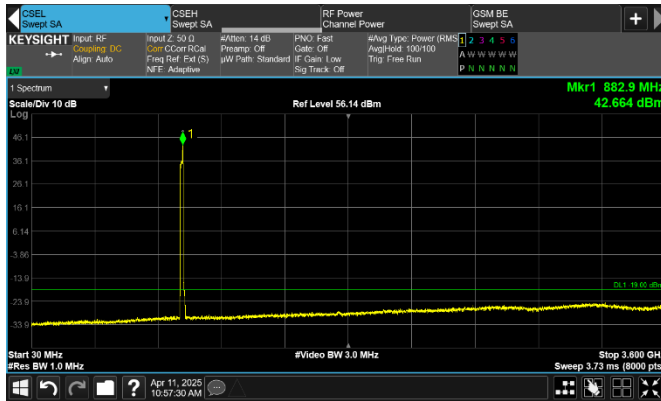 CSEL
Swept SA
CSEH
Swept SA
RF Power
Channel Power
GSM BE
Swept SA
KEYSIGHT
Input: RF
Coupling: DC
Align: Auto
Input Z: 50 Ω
Corr CCorr RCal
Freq Ref: Ext (S)
NFE: Adaptive
#Atten: 14 dB
Preamp: Off
µW Path: Standard
PNO: Fast
Gate: Off
IF Gain: Low
Sig Track: Off
#Avg Type: Power (RMS
Avg|Hold: 100/100
Trig: Free Run
1 2 3 4 5 6
A W W W W W
P N N N N N
1 Spectrum
Scale/Div 10 dB
Ref Level 56.14 dBm
Mkr1 882.9 MHz
42.664 dBm
Log
1
46.1
36.1
26.1
16.1
6.14
-3.86
-13.9
-23.9
-33.9
DL1 -19.00 dBm
Start 30 MHz
#Video BW 3.0 MHz
Stop 3.600 GH
#Res BW 1.0 MHz
Sweep 3.73 ms (8000 pts
? Apr 11, 2025
10:57:30 AM